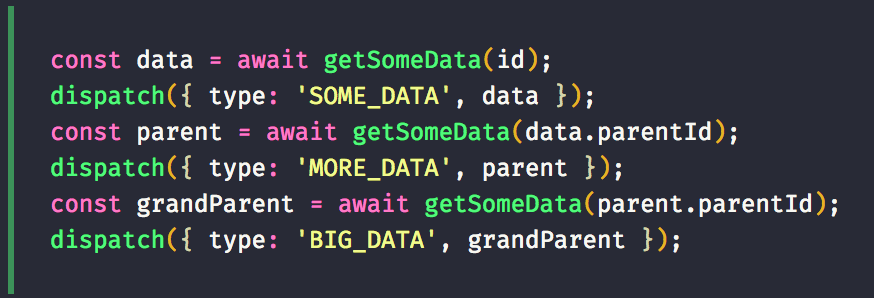 const data = await getSomeData(id);
dispatch({ type: 'SOME_DATA', data });
const parent = await getSomeData(data.parentId);
dispatch({ type: 'MORE_DATA', parent });
const grandParent = await getSomeData(parent.parentId);
dispatch({ type: 'BIG_DATA', grandParent });